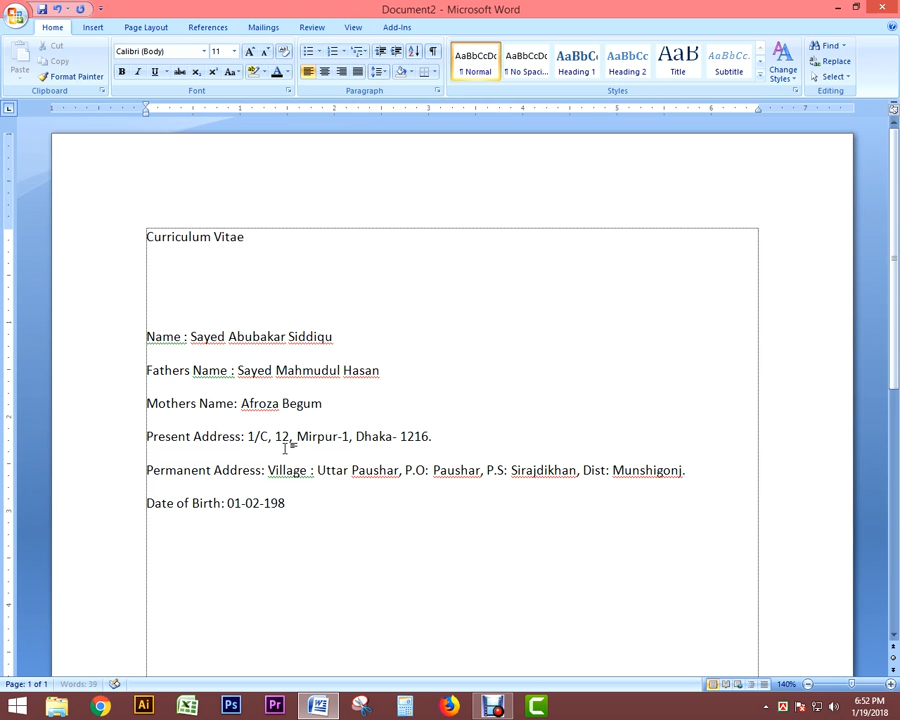 Document2 - Microsoft Word
Home Insert Page Layout References Mailings Review View Add-Ins
Paste
Cut
Copy
Format Painter
Clipboard
Calibri (Body) 11
Font
Paragraph
AaBbCcDc AaBbCcDc AaBbC AaBbCc AaB AaBbCc.
¶ Normal ¶ No Spaci... Heading 1 Heading 2 Title Subtitle
Styles
Change Styles
Find
Replace
Select
Editing
Curriculum Vitae
Name : Sayed Abubakar Siddiqu
Fathers Name : Sayed Mahmudul Hasan
Mothers Name: Afroza Begum
Present Address: 1/C, 12, Mirpur-1, Dhaka- 1216.
Permanent Address: Village : Uttar Paushar, P.O: Paushar, P.S: Sirajdikhan, Dist: Munshigonj.
Date of Birth: 01-02-198
Page: 1 of 1 Words: 39 140%
6:52 PM
1/19/2018